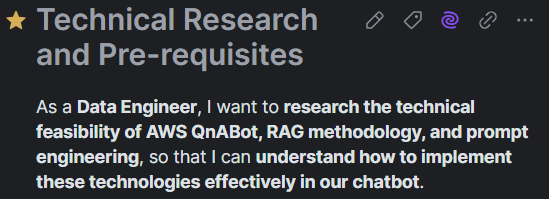 Technical Research
and Pre-requisites
As a Data Engineer, I want to research the technical
feasibility of AWS QnABot, RAG methodology, and prompt
engineering, so that I can understand how to implement
these technologies effectively in our chatbot.